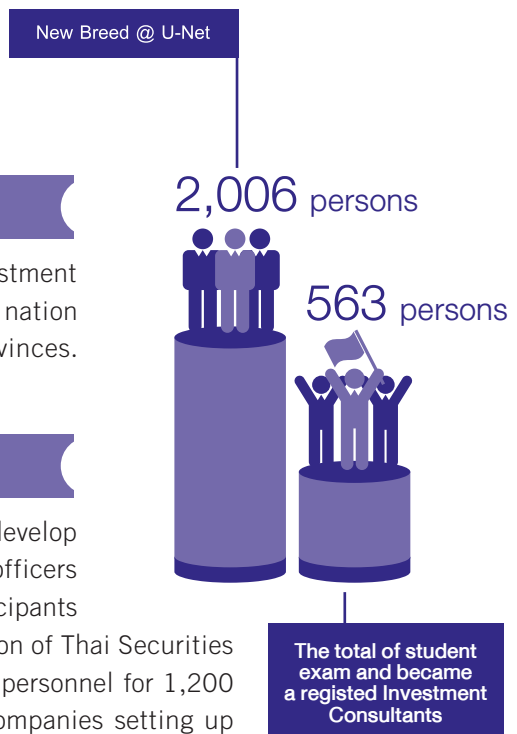 New Breed @ U-Net
2,006 persons
563 persons
stment
nation
vinces.
develop
officers
cipants
on of Thai Securities
personnel for 1,200
ompanies setting up
The total of student
exam and became
a registed Investment
Consultants